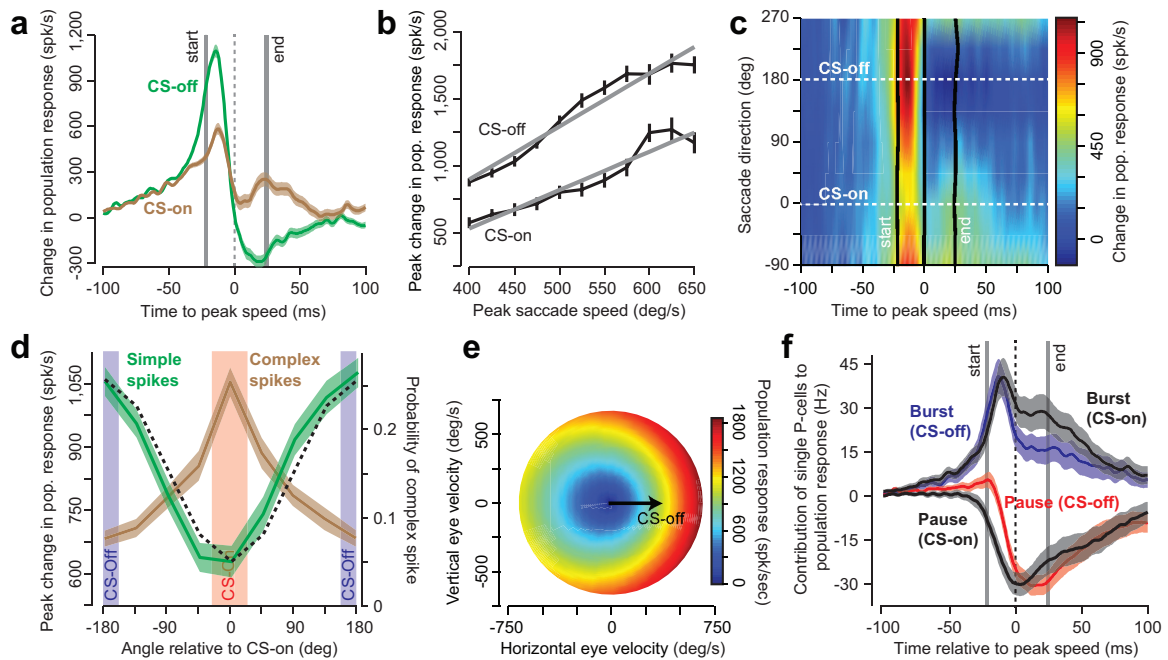 a
Change in population response (spk/s)
1,200
900
600
300
0
-300
start
end
CS-off
CS-on
-100
-50
0
50
100
Time to peak speed (ms)
b
Peak change in pop. response (spk/s)
2,000
1,500
1,000
500
CS-off
CS-on
400
450
500
550
600
650
Peak saccade speed (deg/s)
c
Saccade direction (deg)
270
180
90
0
-90
CS-off
CS-on
start
end
-100
-50
0
50
100
Time to peak speed (ms)
900
450
0
Change in pop. response (spk/s)
d
Peak change in pop. response (spk/s)
1,050
900
750
600
Simple
spikes
Complex
spikes
CS-Off
CS-On
CS-Off
0.2
0.1
0
Probability of
complex spike
-180
-90
0
90
180
Angle relative to CS-on (deg)
e
Vertical eye velocity (deg/s)
500
0
-500
CS-off
-750
0
750
Horizontal eye velocity (deg/s)
1800
1200
600
0
Population response (spk/sec)
f
Contribution of single P-cells to
population response (Hz)
45
30
15
0
-15
-30
start
end
Burst
(CS-off)
Burst
(CS-on)
Pause (CS-off)
Pause
(CS-on)
-100
-50
0
50
100
Time relative to peak speed (ms)